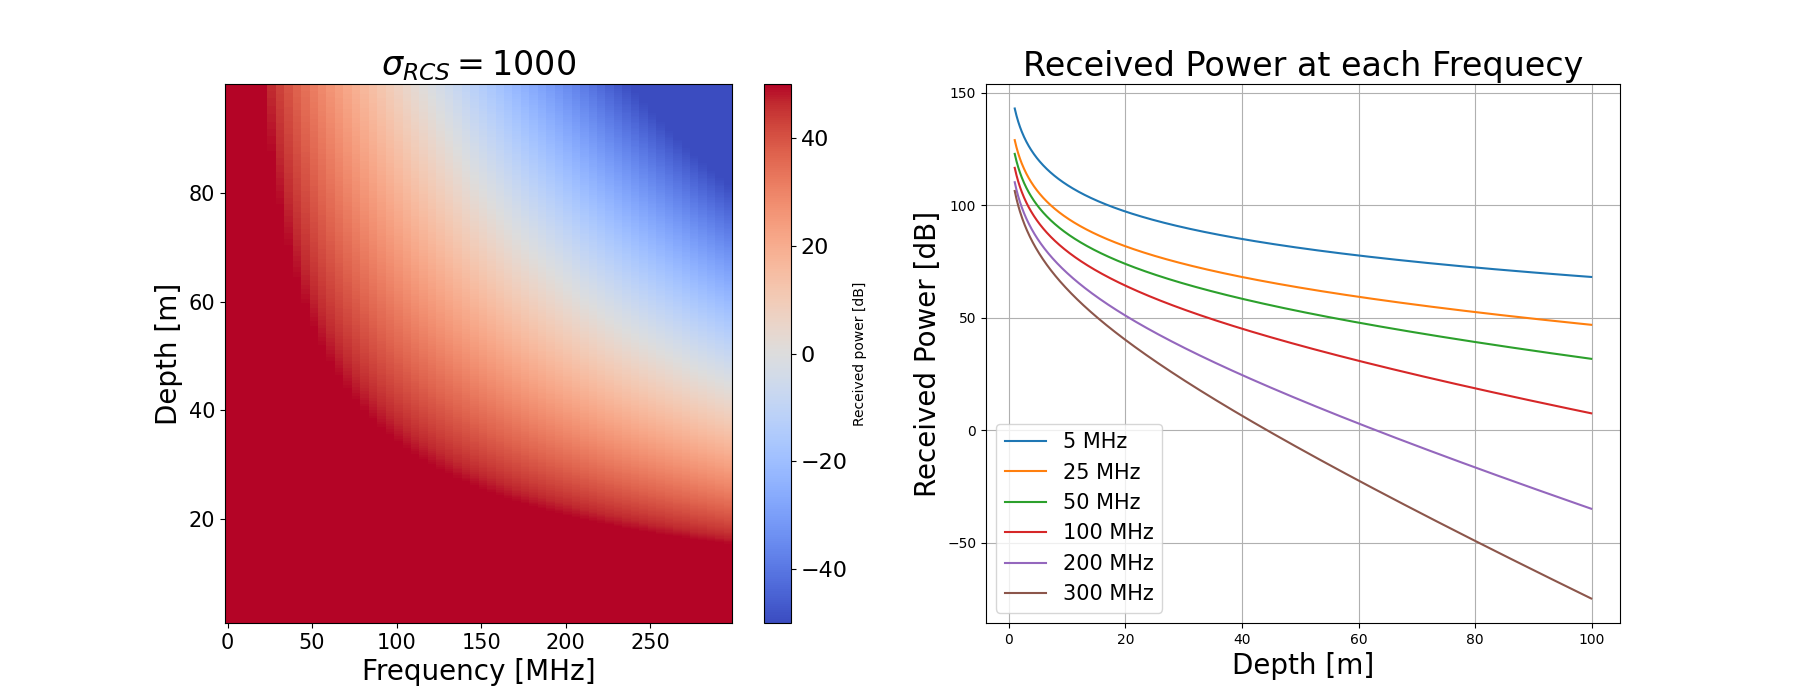 σRCS = 1000
80
60
40
20
Depth [m]
0 50 100 150 200 250
Frequency [MHz]
40
20
0
−20
−40
Received power [dB]
Received Power at each Frequecy
150
100
50
0
−50
Received Power [dB]
5 MHz
25 MHz
50 MHz
100 MHz
200 MHz
300 MHz
0 20 40 60 80 100
Depth [m]